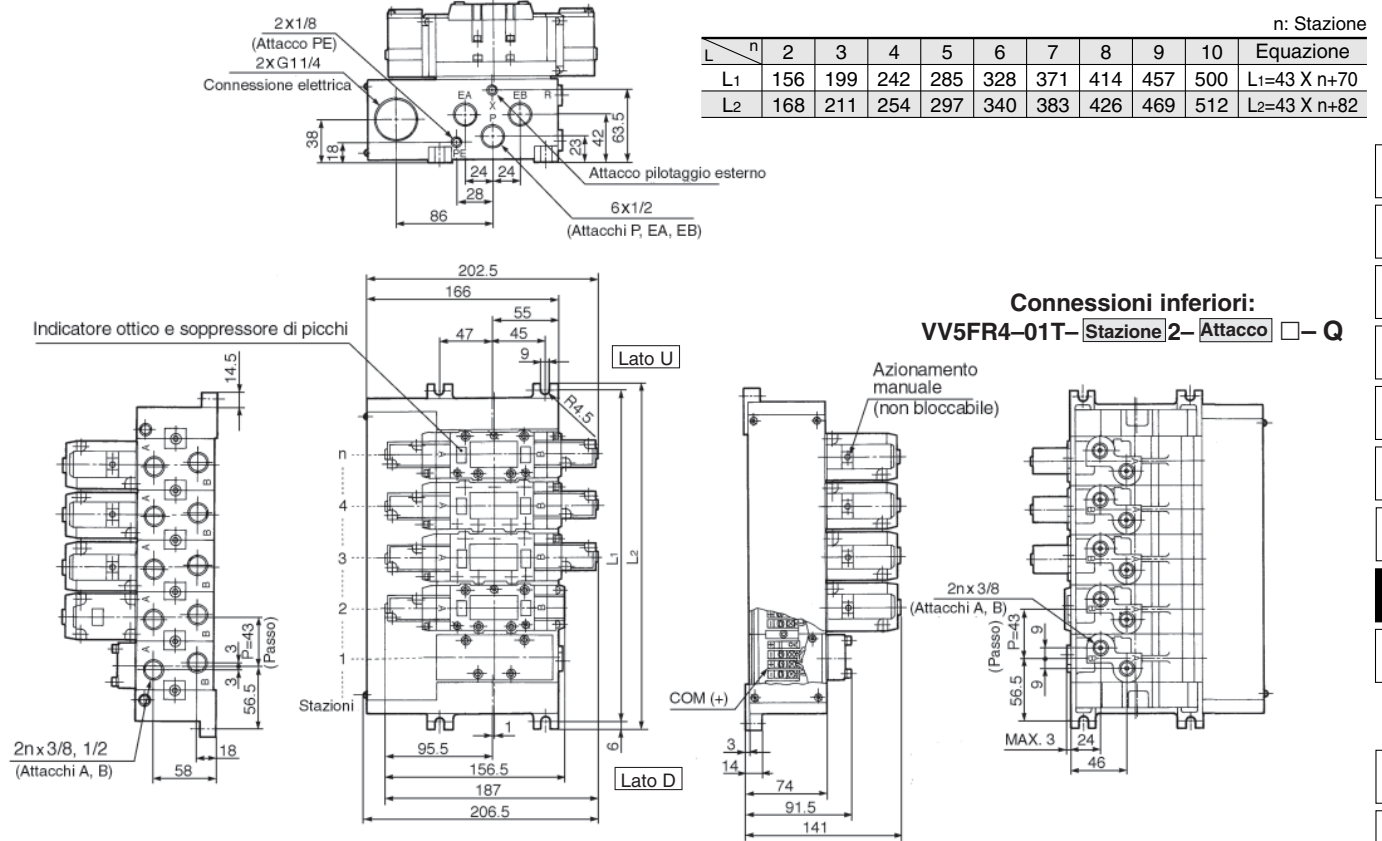 2x1/8
(Attacco PE)
2xG11/4
Connessione elettrica
EA
EB
R
X
P
PE
38
18
23
42
63.5
24
24
28
86
Attacco pilotaggio esterno
6x1/2
(Attacchi P, EA, EB)
n: Stazione
L n 2 3 4 5 6 7 8 9 10 Equazione
L1 156 199 242 285 328 371 414 457 500 L1=43 X n+70
L2 168 211 254 297 340 383 426 469 512 L2=43 X n+82
Connessioni inferiori:
VV5FR4–01T– Stazione 2– Attacco □– Q
Indicatore ottico e soppressore di picchi
202.5
166
55
47
45
9
Lato U
R4.5
14.5
A
B
A
B
A
B
A
B
A
B
P=43
(Passo)
3
3
56.5
18
58
2nx3/8, 1/2
(Attacchi A, B)
n
4
3
2
1
Stazioni
A
B
A
B
A
B
A
B
L1
L2
1
6
95.5
156.5
187
206.5
Lato D
Azionamento
manuale
(non bloccabile)
COM (+)
3
14
74
91.5
141
2nx3/8
(Attacchi A, B)
(Passo)
P=43
9
9
56.5
MAX. 3
24
46